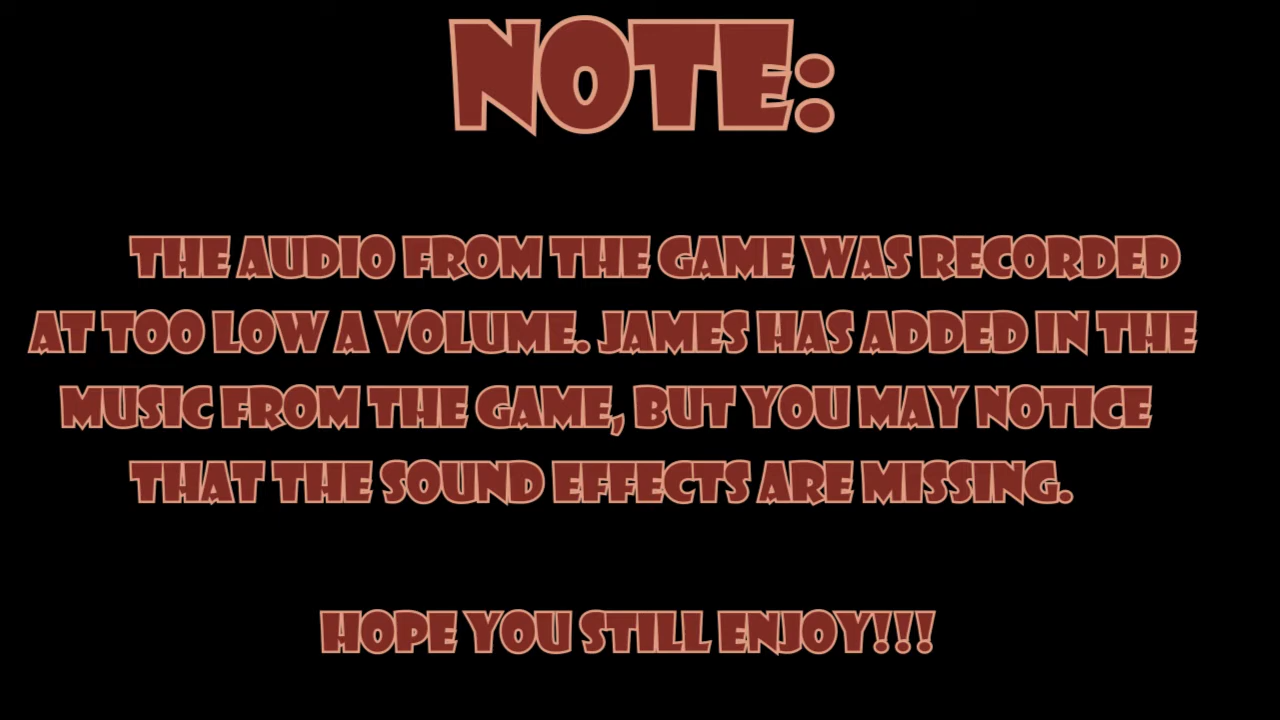 NOTE:
THE AUDIO FROM THE GAME WAS RECORDED
AT TOO LOW A VOLUME. JAMES HAS ADDED IN THE
MUSIC FROM THE GAME, BUT YOU MAY NOTICE
THAT THE SOUND EFFECTS ARE MISSING.
HOPE YOU STILL ENJOY!!!